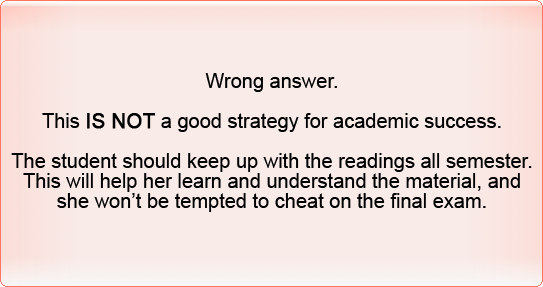 Wrong answer.
This IS NOT a good strategy for academic success.
The student should keep up with the readings all semester.
This will help her learn and understand the material, and
she won’t be tempted to cheat on the final exam.